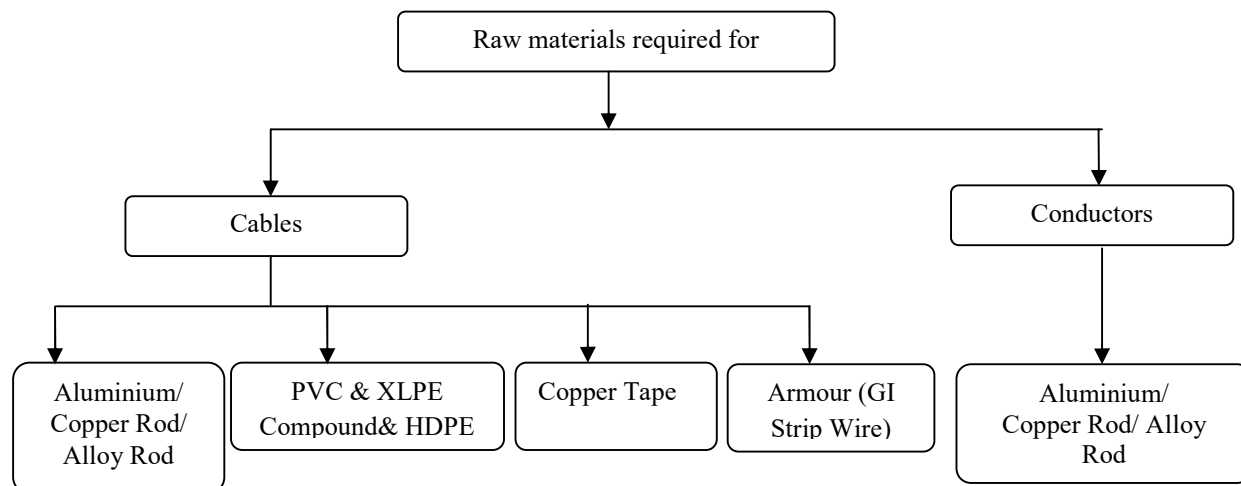 Raw materials required for
Cables
Conductors
Aluminium/
Copper Rod/
Alloy Rod
PVC & XLPE
Compound& HDPE
Copper Tape
Armour (GI
Strip Wire)
Aluminium/
Copper Rod/ Alloy
Rod